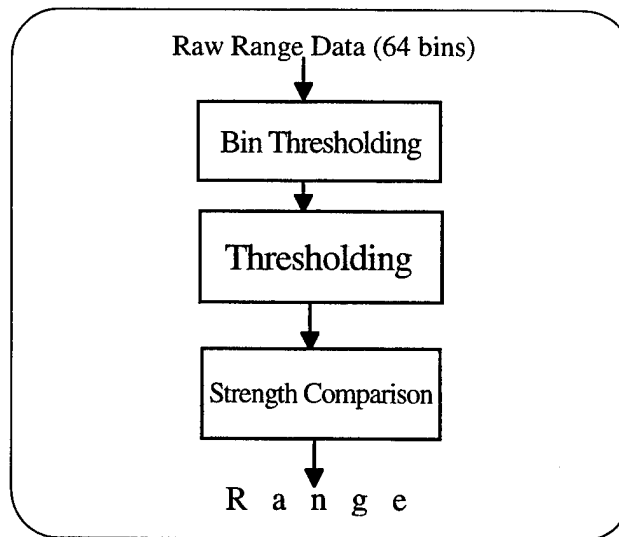 Raw Range Data (64 bins)
Bin Thresholding
Thresholding
Strength Comparison
R a n g e